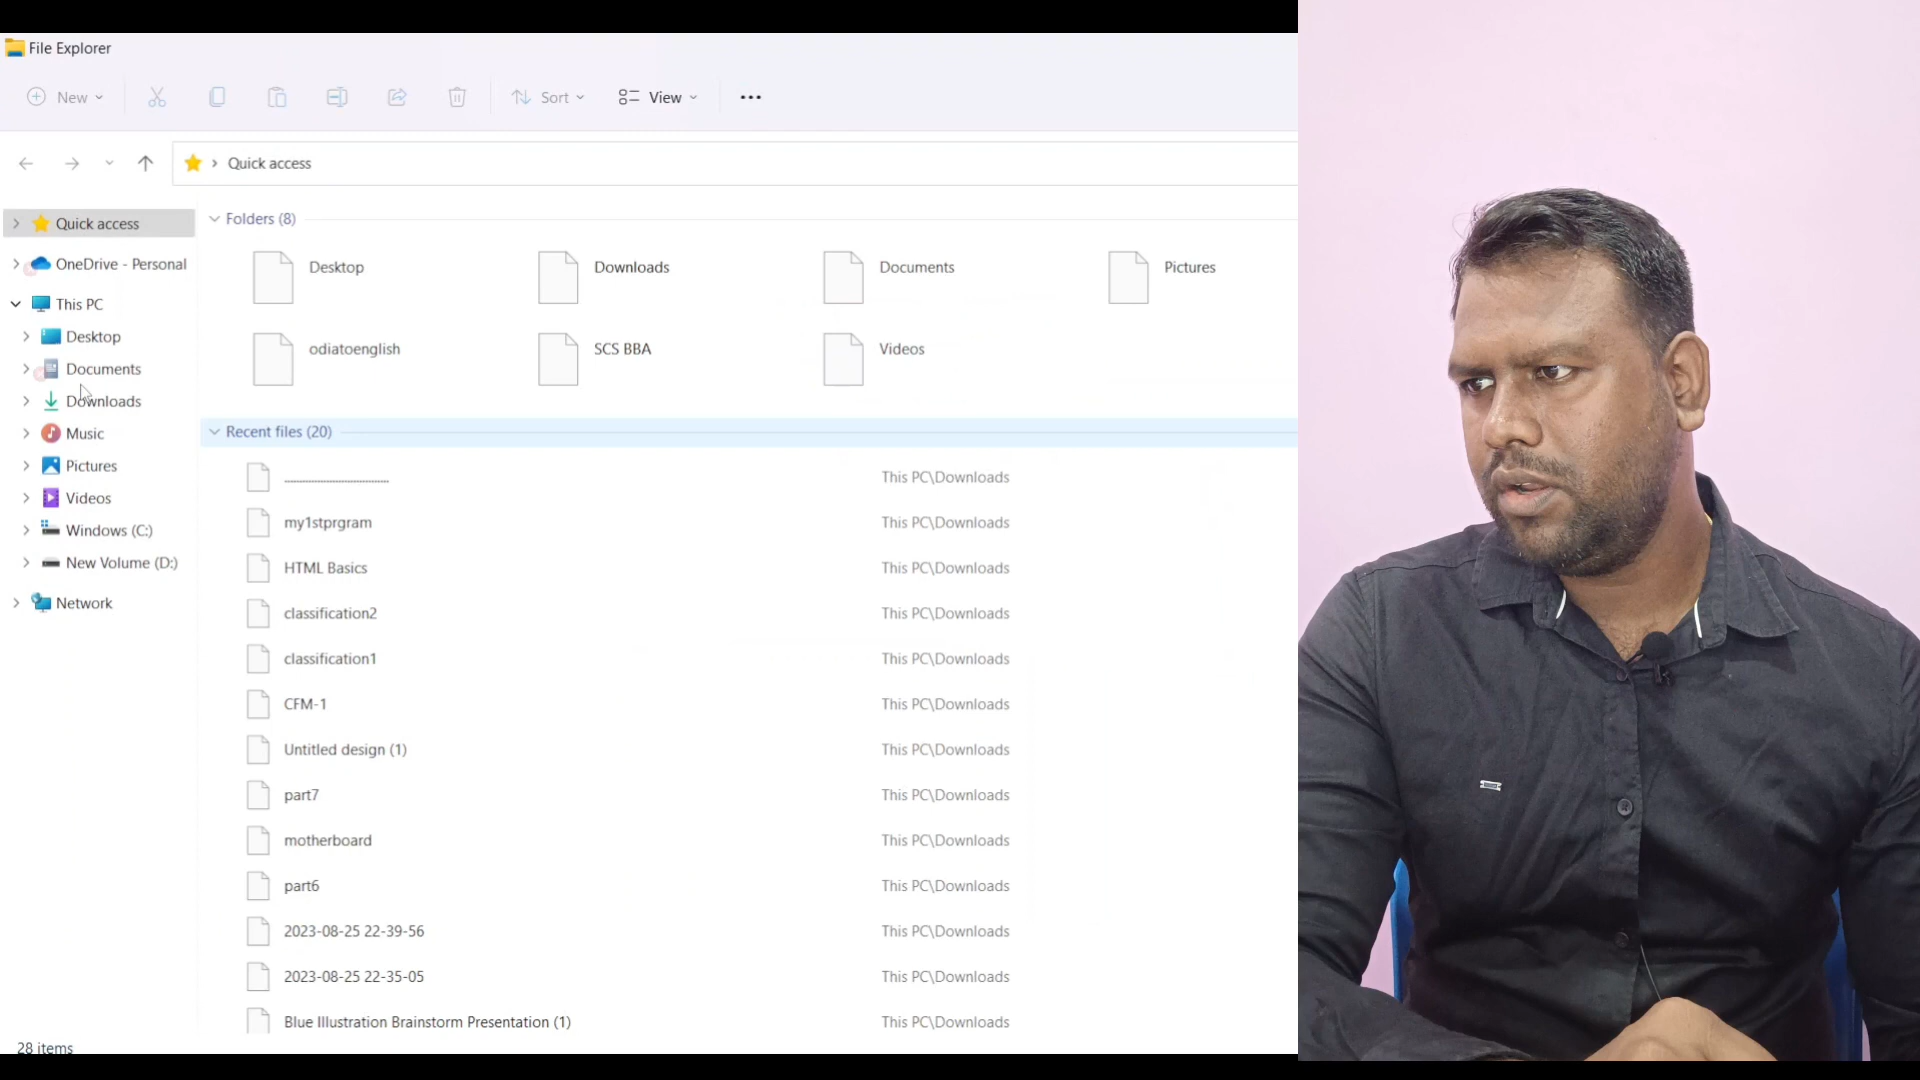 File Explorer
New
Sort
View
Quick access
Quick access
OneDrive - Personal
This PC
Desktop
Documents
Downloads
Music
Pictures
Videos
Windows (C:)
New Volume (D:)
Network
Folders (8)
Desktop
Downloads
Documents
Pictures
odiatoenglish
SCS BBA
Videos
Recent files (20)
This PC\Downloads
my1stprgram This PC\Downloads
HTML Basics This PC\Downloads
classification2 This PC\Downloads
classification1 This PC\Downloads
CFM-1 This PC\Downloads
Untitled design (1) This PC\Downloads
part7 This PC\Downloads
motherboard This PC\Downloads
part6 This PC\Downloads
2023-08-25 22-39-56 This PC\Downloads
2023-08-25 22-35-05 This PC\Downloads
Blue Illustration Brainstorm Presentation (1) This PC\Downloads
28 items